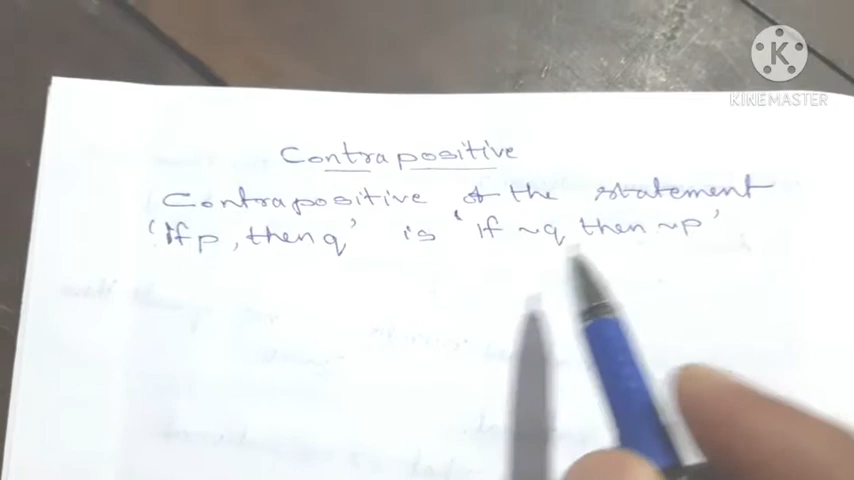 KINEMASTER
Contrapositive
Contrapositive of the statement
'If p, then q' is 'If ~q then ~p'